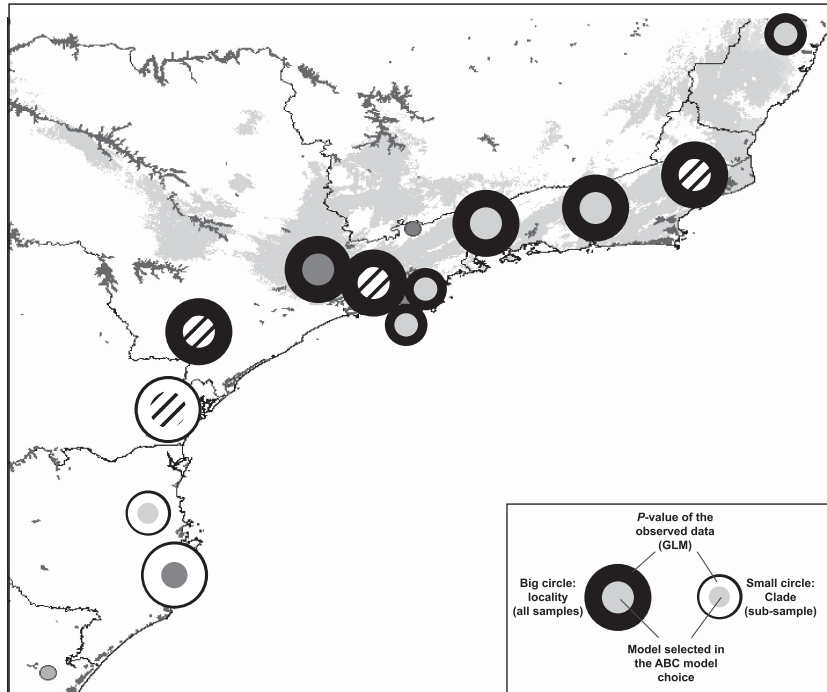 P-value of the
observed data
(GLM)
Big circle:
locality
(all samples)
Small circle:
Clade
(sub-sample)
Model selected in
the ABC model
choice